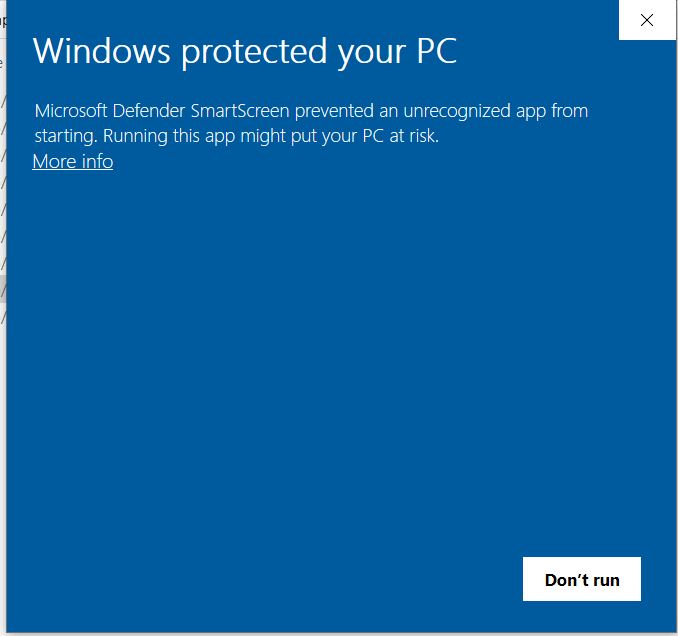 Windows protected your PC
Microsoft Defender SmartScreen prevented an unrecognized app from
starting. Running this app might put your PC at risk.
More info
Don't run